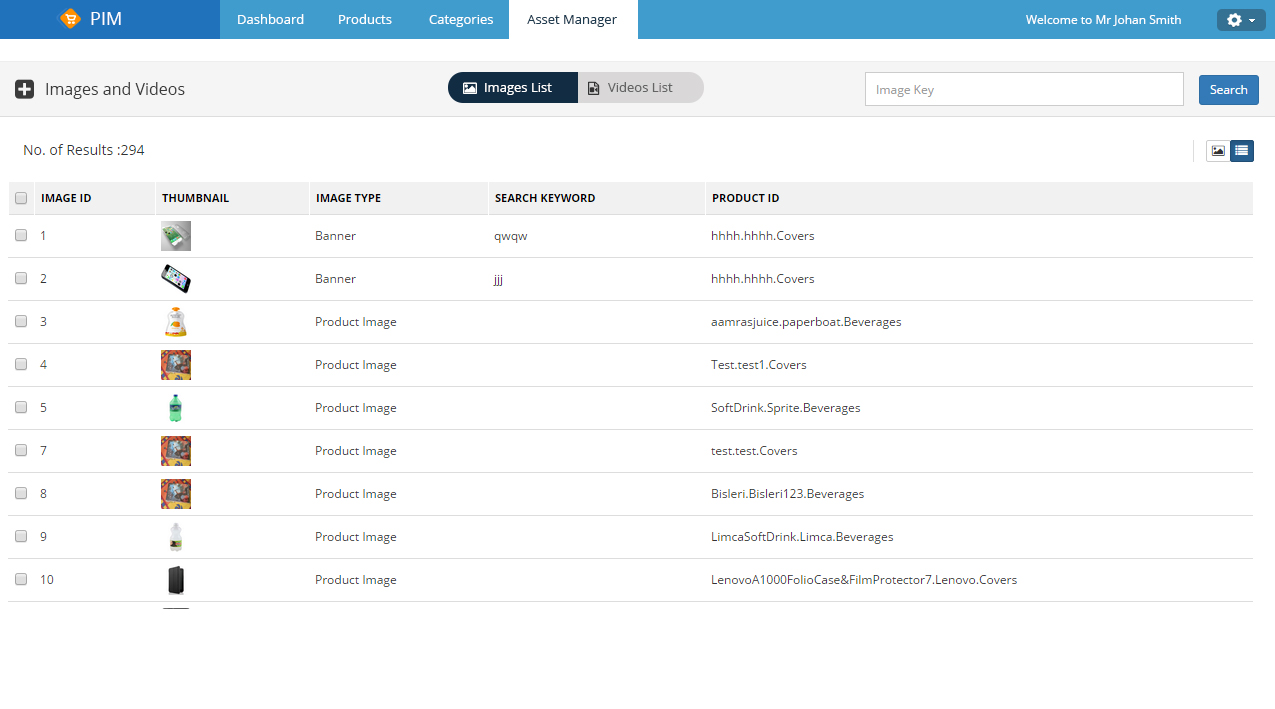 PIM Dashboard Products Categories Asset Manager Welcome to Mr Johan Smith
Images and Videos Images List Videos List Image Key Search
No. of Results :294
IMAGE ID THUMBNAIL IMAGE TYPE SEARCH KEYWORD PRODUCT ID
1 Banner qwqw hhhh.hhhh.Covers
2 Banner jjj hhhh.hhhh.Covers
3 Product Image aamrasjuice.paperboat.Beverages
4 Product Image Test.test1.Covers
5 Product Image SoftDrink.Sprite.Beverages
7 Product Image test.test.Covers
8 Product Image Bisleri.Bisleri123.Beverages
9 Product Image LimcaSoftDrink.Limca.Beverages
10 Product Image LenovoA1000FolioCase&FilmProtector7.Lenovo.Covers